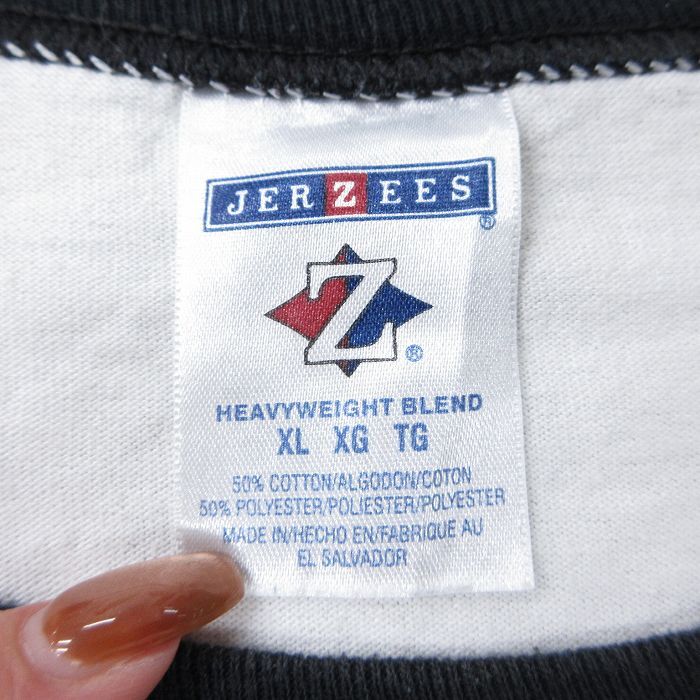 JERZEES®
Z®
HEAVYWEIGHT BLEND
XL XG TG
50% COTTON/ALGODON/COTON
50% POLYESTER/POLIESTER/POLYESTER
MADE IN/HECHO EN/FABRIQUE AU
EL SALVADOR